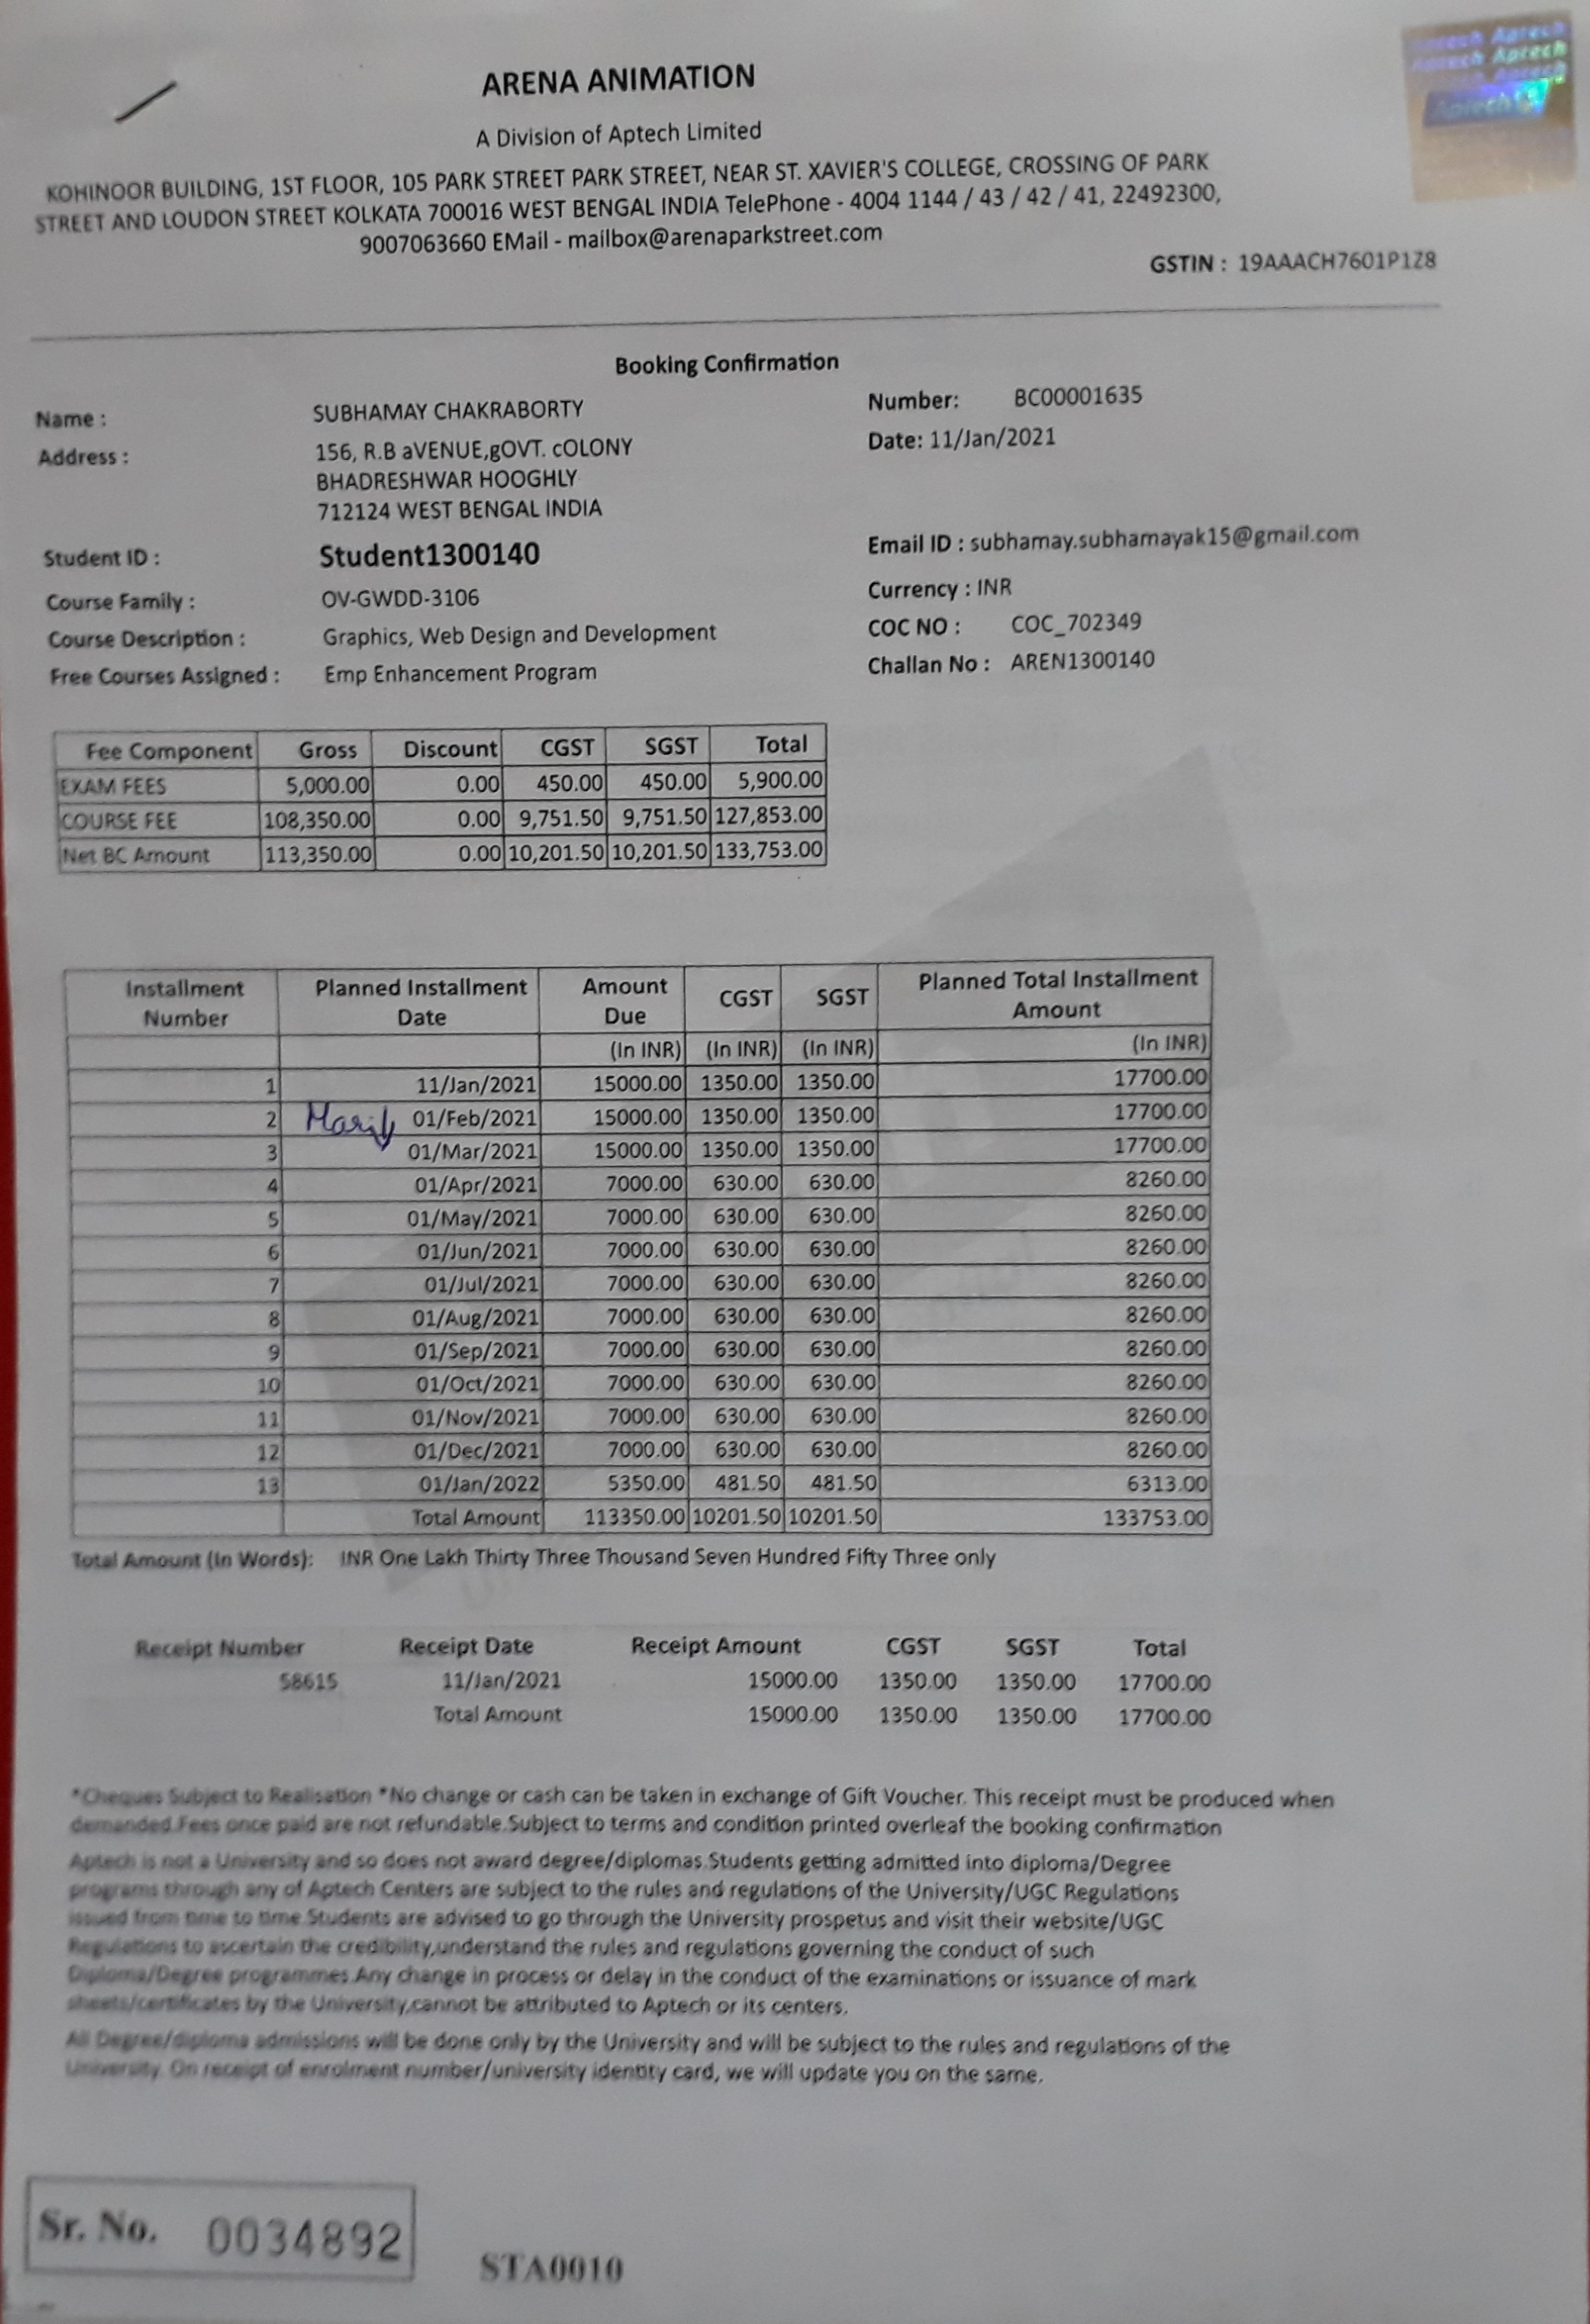 Aptech Aptech
Aptech Aptech
Aptech
Aptech
ARENA ANIMATION
A Division of Aptech Limited
KOHINOOR BUILDING, 1ST FLOOR, 105 PARK STREET PARK STREET, NEAR ST. XAVIER'S COLLEGE, CROSSING OF PARK
STREET AND LOUDON STREET KOLKATA 700016 WEST BENGAL INDIA TelePhone - 4004 1144 / 43 / 42 / 41, 22492300,
9007063660 EMail - mailbox@arenaparkstreet.com
GSTIN : 19AAACH7601P1Z8
Booking Confirmation
Name : SUBHAMAY CHAKRABORTY Number: BC00001635
Address : 156, R.B aVENUE,gOVT. cOLONY Date: 11/Jan/2021
BHADRESHWAR HOOGHLY
712124 WEST BENGAL INDIA
Student ID : Student1300140 Email ID : subhamay.subhamayak15@gmail.com
Course Family : OV-GWDD-3106 Currency : INR
Course Description : Graphics, Web Design and Development COC NO : COC_702349
Free Courses Assigned : Emp Enhancement Program Challan No : AREN1300140
Fee Component Gross Discount CGST SGST Total
EXAM FEES 5,000.00 0.00 450.00 450.00 5,900.00
COURSE FEE 108,350.00 0.00 9,751.50 9,751.50 127,853.00
Net BC Amount 113,350.00 0.00 10,201.50 10,201.50 133,753.00
Installment Number Planned Installment Date Amount Due CGST SGST Planned Total Installment Amount
(In INR) (In INR) (In INR) (In INR)
1 11/Jan/2021 15000.00 1350.00 1350.00 17700.00
2 01/Feb/2021 15000.00 1350.00 1350.00 17700.00
3 01/Mar/2021 15000.00 1350.00 1350.00 17700.00
4 01/Apr/2021 7000.00 630.00 630.00 8260.00
5 01/May/2021 7000.00 630.00 630.00 8260.00
6 01/Jun/2021 7000.00 630.00 630.00 8260.00
7 01/Jul/2021 7000.00 630.00 630.00 8260.00
8 01/Aug/2021 7000.00 630.00 630.00 8260.00
9 01/Sep/2021 7000.00 630.00 630.00 8260.00
10 01/Oct/2021 7000.00 630.00 630.00 8260.00
11 01/Nov/2021 7000.00 630.00 630.00 8260.00
12 01/Dec/2021 7000.00 630.00 630.00 8260.00
13 01/Jan/2022 5350.00 481.50 481.50 6313.00
Total Amount 113350.00 10201.50 10201.50 133753.00
Total Amount (In Words): INR One Lakh Thirty Three Thousand Seven Hundred Fifty Three only
Receipt Number Receipt Date Receipt Amount CGST SGST Total
58615 11/Jan/2021 15000.00 1350.00 1350.00 17700.00
Total Amount 15000.00 1350.00 1350.00 17700.00
*Cheques Subject to Realisation *No change or cash can be taken in exchange of Gift Voucher. This receipt must be produced when
demanded.Fees once paid are not refundable.Subject to terms and condition printed overleaf the booking confirmation
Aptech is not a University and so does not award degree/diplomas.Students getting admitted into diploma/Degree
programs through any of Aptech Centers are subject to the rules and regulations of the University/UGC Regulations
issued from time to time.Students are advised to go through the University prospetus and visit their website/UGC
Regulations to ascertain the credibility,understand the rules and regulations governing the conduct of such
Diploma/Degree programmes.Any change in process or delay in the conduct of the examinations or issuance of mark
sheets/certificates by the University,cannot be attributed to Aptech or its centers.
All Degree/diploma admissions will be done only by the University and will be subject to the rules and regulations of the
University. On receipt of enrolment number/university identity card, we will update you on the same.
Sr. No. 0034892
STA0010